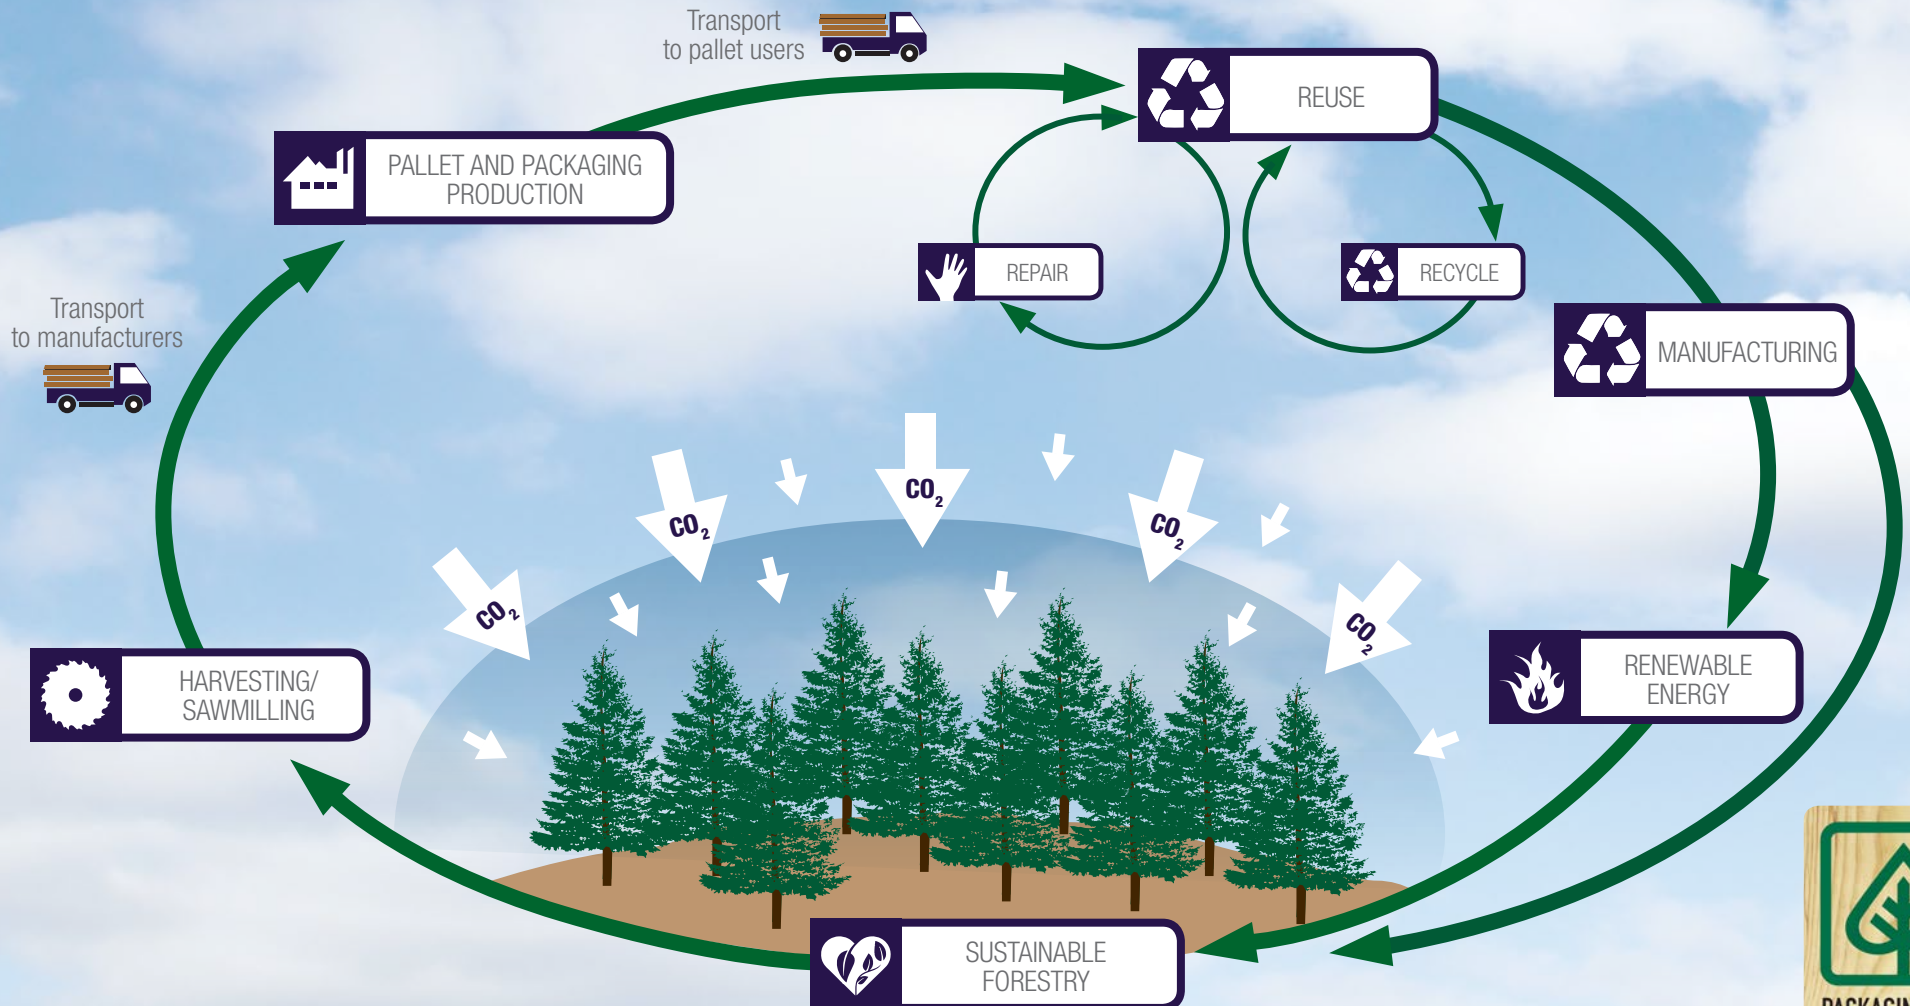 Transport
to pallet users
REUSE
PALLET AND PACKAGING
PRODUCTION
REPAIR
RECYCLE
Transport
to manufacturers
MANUFACTURING
CO₂
CO₂
CO₂
CO₂
CO₂
HARVESTING/
SAWMILLING
RENEWABLE
ENERGY
SUSTAINABLE
FORESTRY